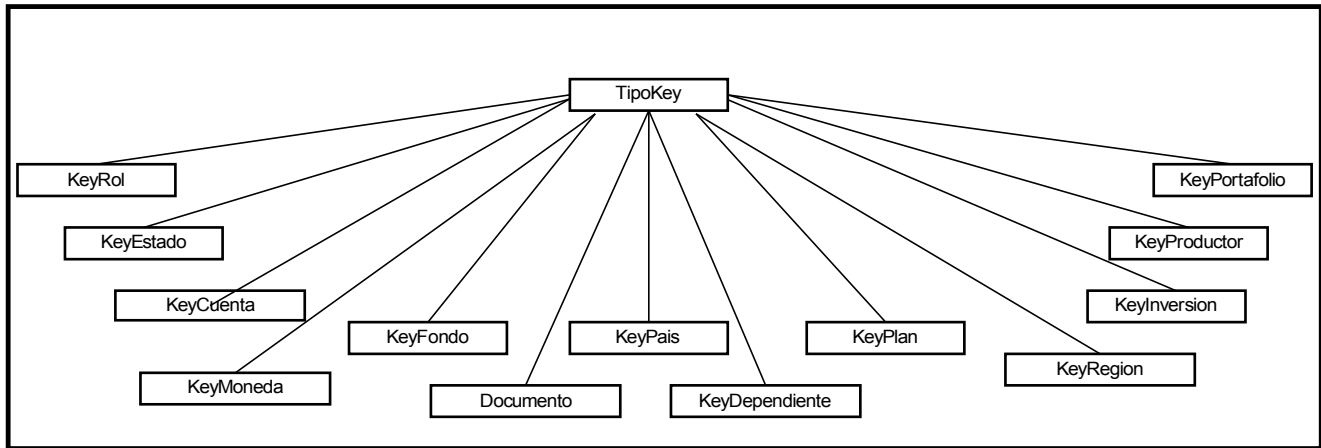 TipoKey
KeyRol
KeyPortafolio
KeyEstado
KeyProductor
KeyCuenta
KeyInversion
KeyFondo
KeyPais
KeyPlan
KeyRegion
KeyMoneda
Documento
KeyDependiente